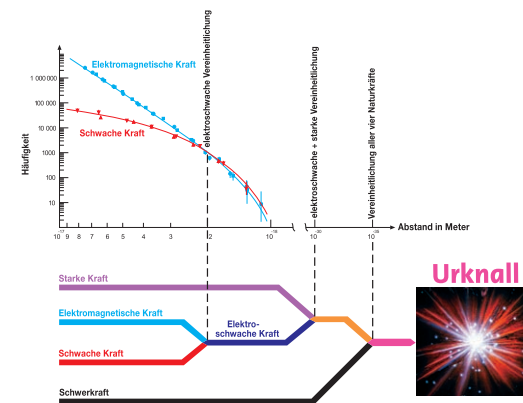 elektroschwache Vereinheitlichung
elektroschwache + starke Vereinheitlichung
Vereinheitlichung aller vier Naturkräfte
Elektromagnetische Kraft
Schwache Kraft
Häufigkeit
1 000 000
100 000
10 000
1000
100
10
10⁻¹⁷ 9 8 7 6 5 4 3 2 10⁻¹⁸ 10 10
Abstand in Meter
Urknall
Starke Kraft
Elektromagnetische Kraft
Elektro-
schwache Kraft
Schwache Kraft
Schwerkraft